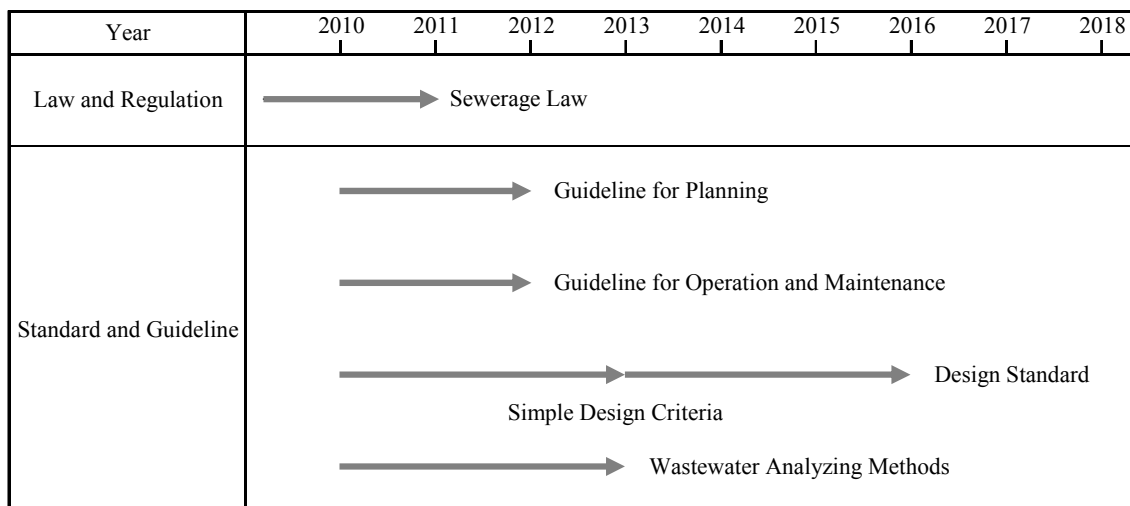 Year 2010 2011 2012 2013 2014 2015 2016 2017 2018
Law and Regulation Sewerage Law
Guideline for Planning
Guideline for Operation and Maintenance
Standard and Guideline
Design Standard
Simple Design Criteria
Wastewater Analyzing Methods